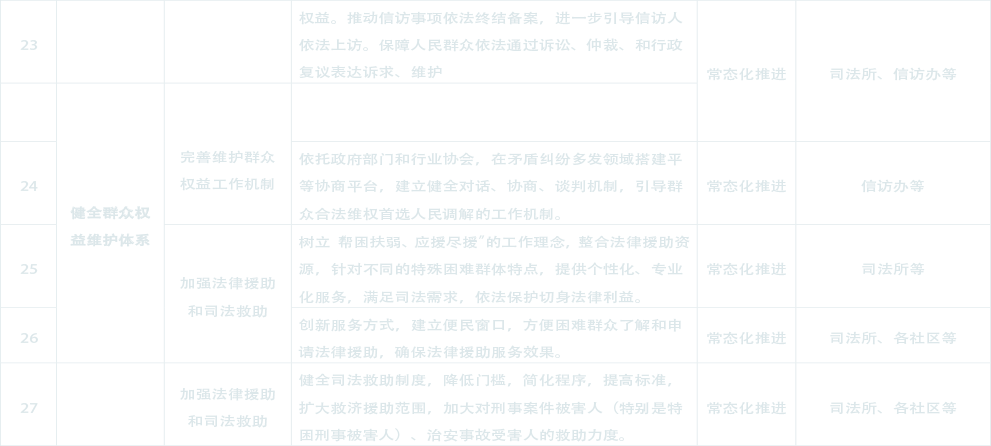 23
权益。推动信访事项依法终结备案，进一步引导信访人
依法上访。保障人民群众依法通过诉讼、仲裁、和行政
复议表达诉求、维护
常态化推进
司法所、信访办等
健全群众权
益维护体系
完善维护群众
权益工作机制
24
依托政府部门和行业协会，在矛盾纠纷多发领域搭建平
等协商平台，建立健全对话、协商、谈判机制，引导群
众合法维权首选人民调解的工作机制。
常态化推进
信访办等
25
加强法律援助
和司法救助
树立 帮困扶弱、应援尽援”的工作理念，整合法律援助资
源，针对不同的特殊困难群体特点，提供个性化、专业
化服务，满足司法需求，依法保护切身法律利益。
常态化推进
司法所等
26
创新服务方式，建立便民窗口，方便困难群众了解和申
请法律援助，确保法律援助服务效果。
常态化推进
司法所、各社区等
27
加强法律援助
和司法救助
健全司法救助制度，降低门槛，简化程序，提高标准，
扩大救济援助范围，加大对刑事案件被害人（特别是特
困刑事被害人）、治安事故受害人的救助力度。
常态化推进
司法所、各社区等